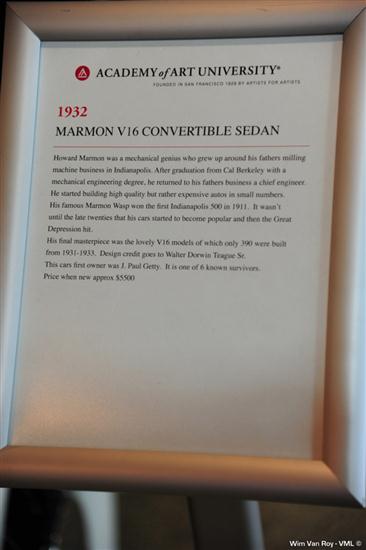 ACADEMY of ART UNIVERSITY®
FOUNDED IN SAN FRANCISCO 1929 BY ARTISTS FOR ARTISTS
1932
MARMON V16 CONVERTIBLE SEDAN
Howard Marmon was a mechanical genius who grew up around his fathers milling
machine business in Indianapolis. After graduation from Cal Berkeley with a
mechanical engineering degree, he returned to his fathers business a chief engineer.
He started building high quality but rather expensive autos in small numbers.
His famous Marmon Wasp won the first Indianapolis 500 in 1911. It wasn't
until the late twenties that his cars started to become popular and then the Great
Depression hit.
His final masterpiece was the lovely V16 models of which only 390 were built
from 1931-1933. Design credit goes to Walter Dorwin Teague Sr.
This cars first owner was J. Paul Getty. It is one of 6 known survivors.
Price when new approx $5500
Wim Van Roy - VML ©